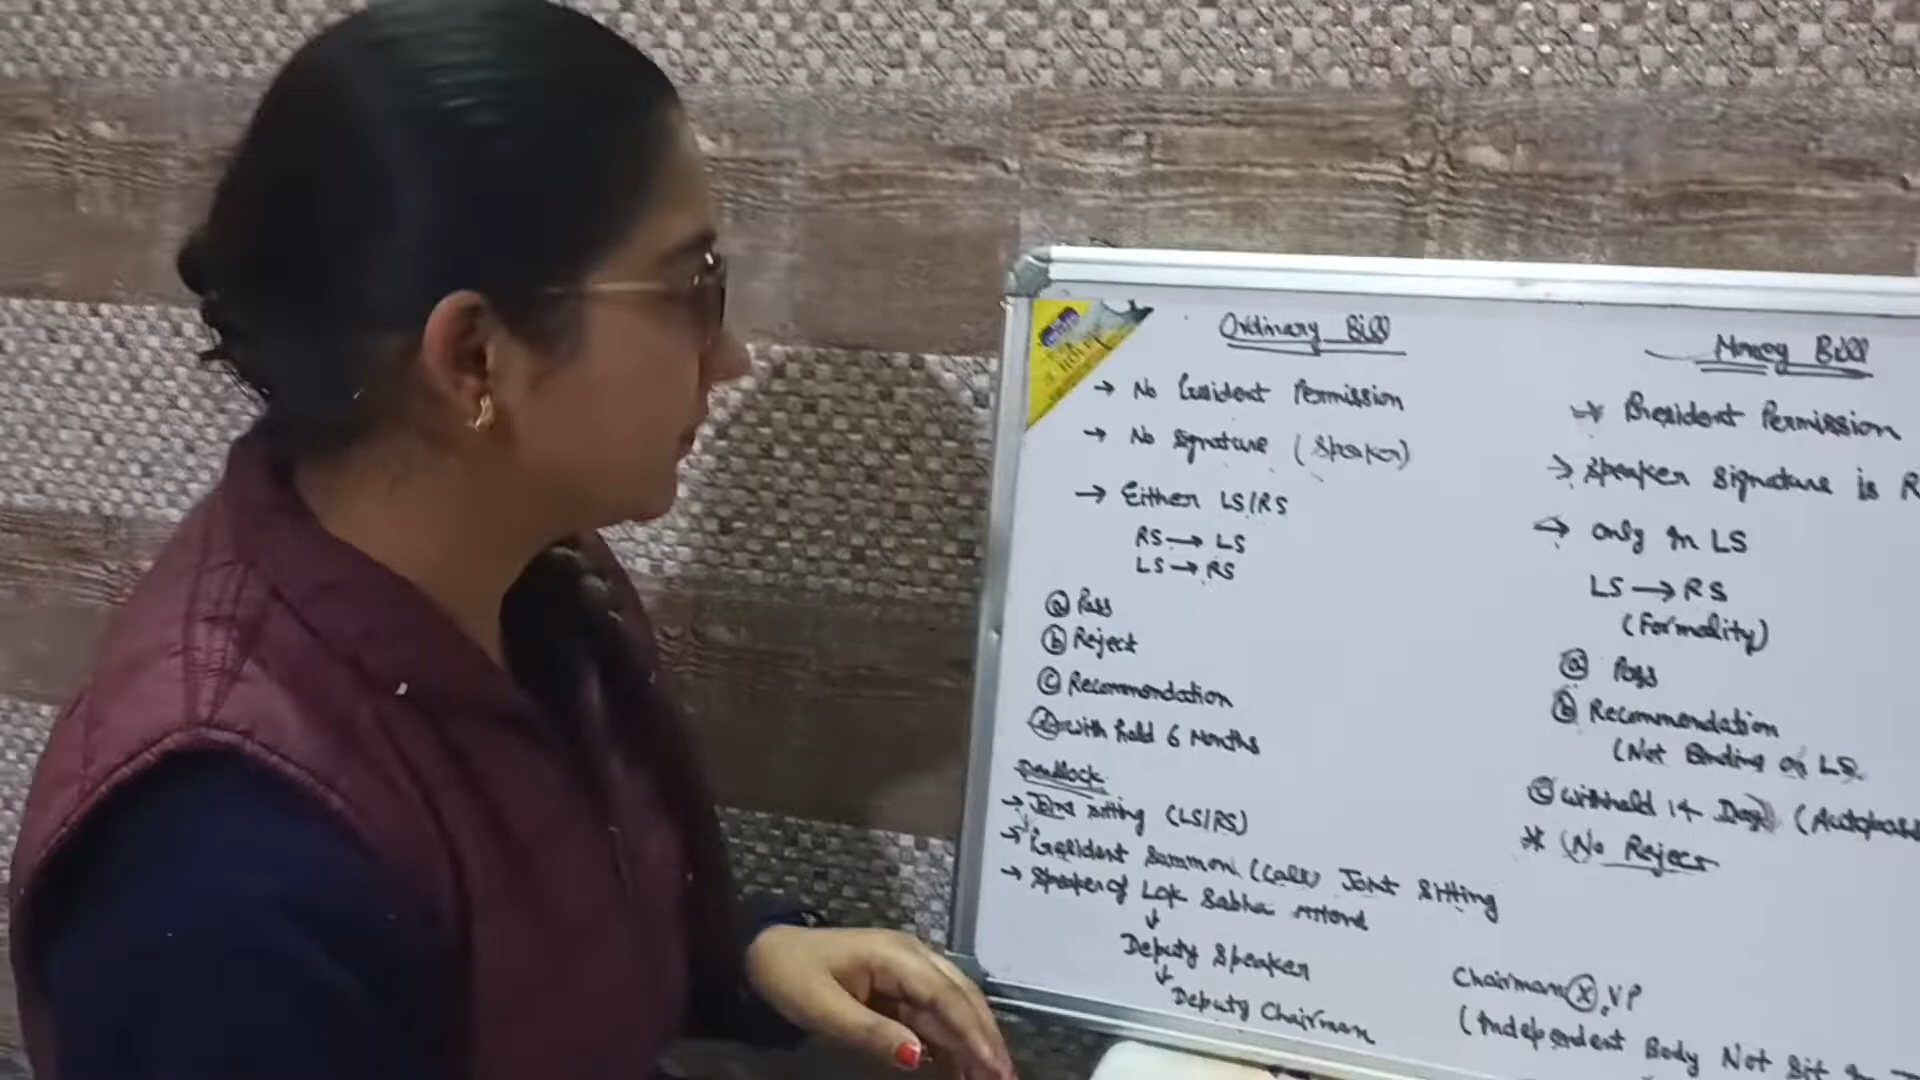 Ordinary Bill
→ No President Permission
→ No Signature (Speaker)
→ Either LS/RS
RS → LS
LS → RS
ⓐ Pass
ⓑ Reject
ⓒ Recommendation
ⓓ with hold 6 Months
Deadlock
→ Joint sitting (LS/RS)
→ President Summon (Calls) Joint Sitting
→ Speaker of Lok Sabha
↓
Deputy Speaker
↓
Deputy Chairman
Money Bill
→ President Permission
→ Speaker Signature is R
→ Only in LS
LS → RS
(Formality)
ⓐ Pass
ⓑ Recommendation
(Not Binding on LS
ⓒ withheld 14 Days (
* (No Reject
Chairman ⓧ VP
(Independent Body Not Sit in